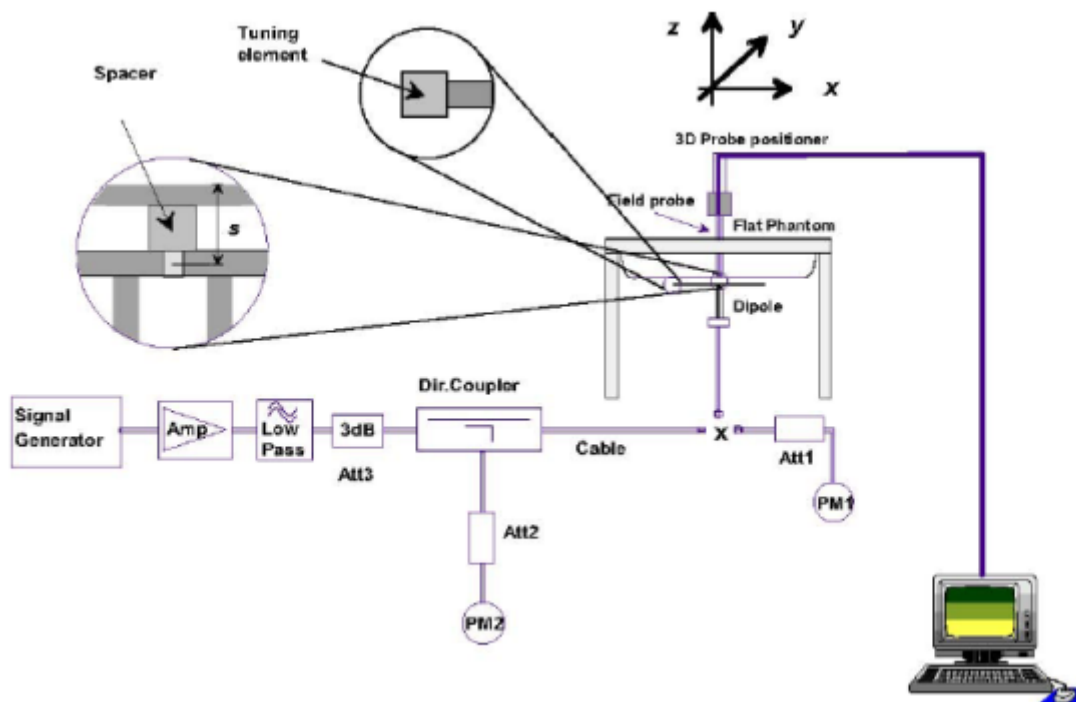 Tuning
element
Spacer
s
z
y
x
3D Probe positioner
Field probe
Flat Phantom
Dipole
Signal
Generator
Amp
Low
Pass
3dB
Att3
Dir.Coupler
Cable
x
Att1
PM1
Att2
PM2